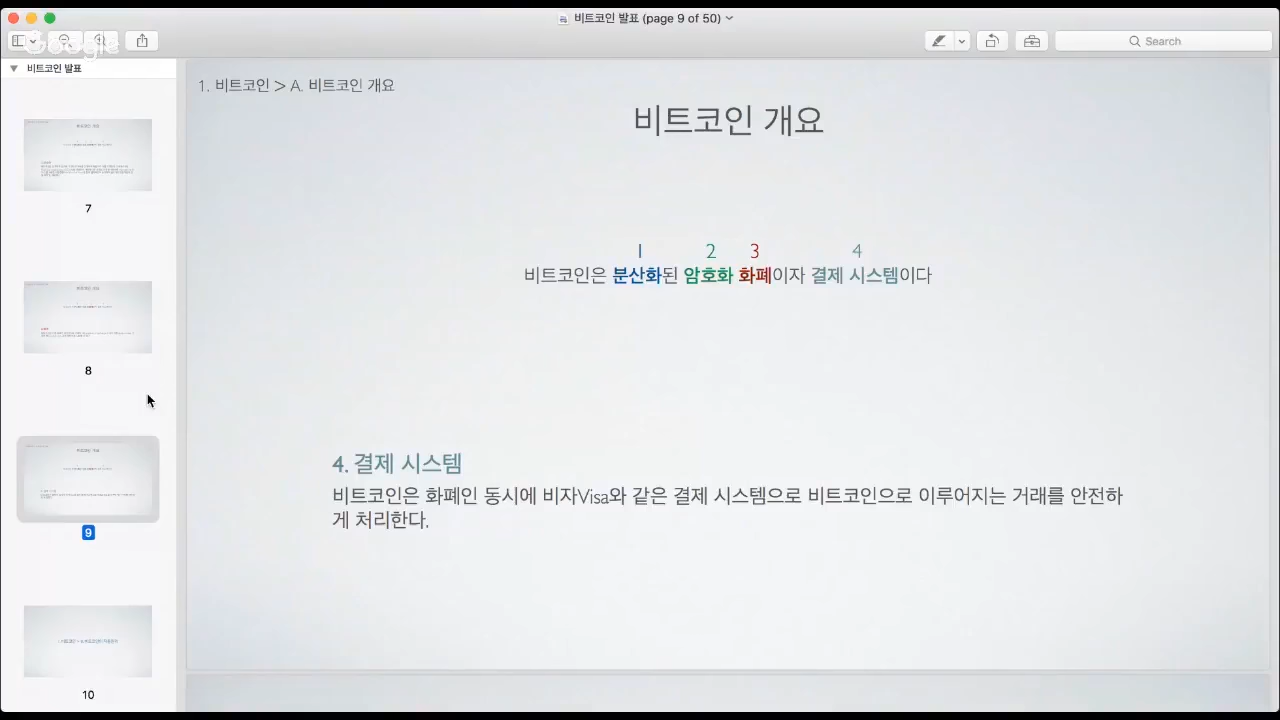 비트코인 발표 (page 9 of 50)
Google
Search
비트코인 발표
1. 비트코인 > A. 비트코인 개요
비트코인 개요
1 2 3 4
비트코인은 분산화된 암호화 화폐이자 결제 시스템이다
4. 결제 시스템
비트코인은 화폐인 동시에 비자Visa와 같은 결제 시스템으로 비트코인으로 이루어지는 거래를 안전하
게 처리한다.
7
8
9
10